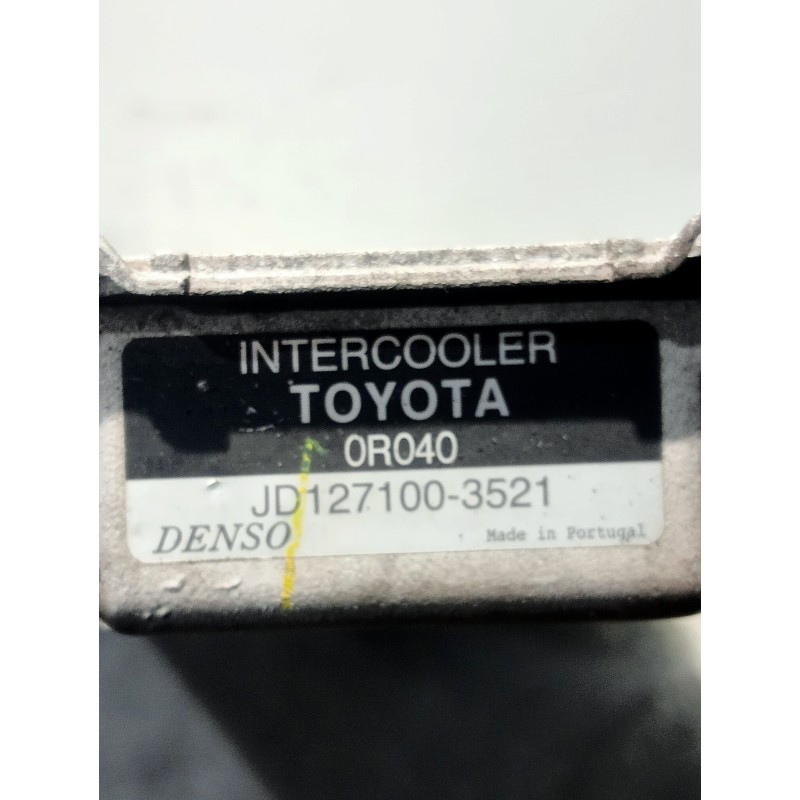 INTERCOOLER
TOYOTA
0R040
JD127100-3521
DENSO Made in Portugal